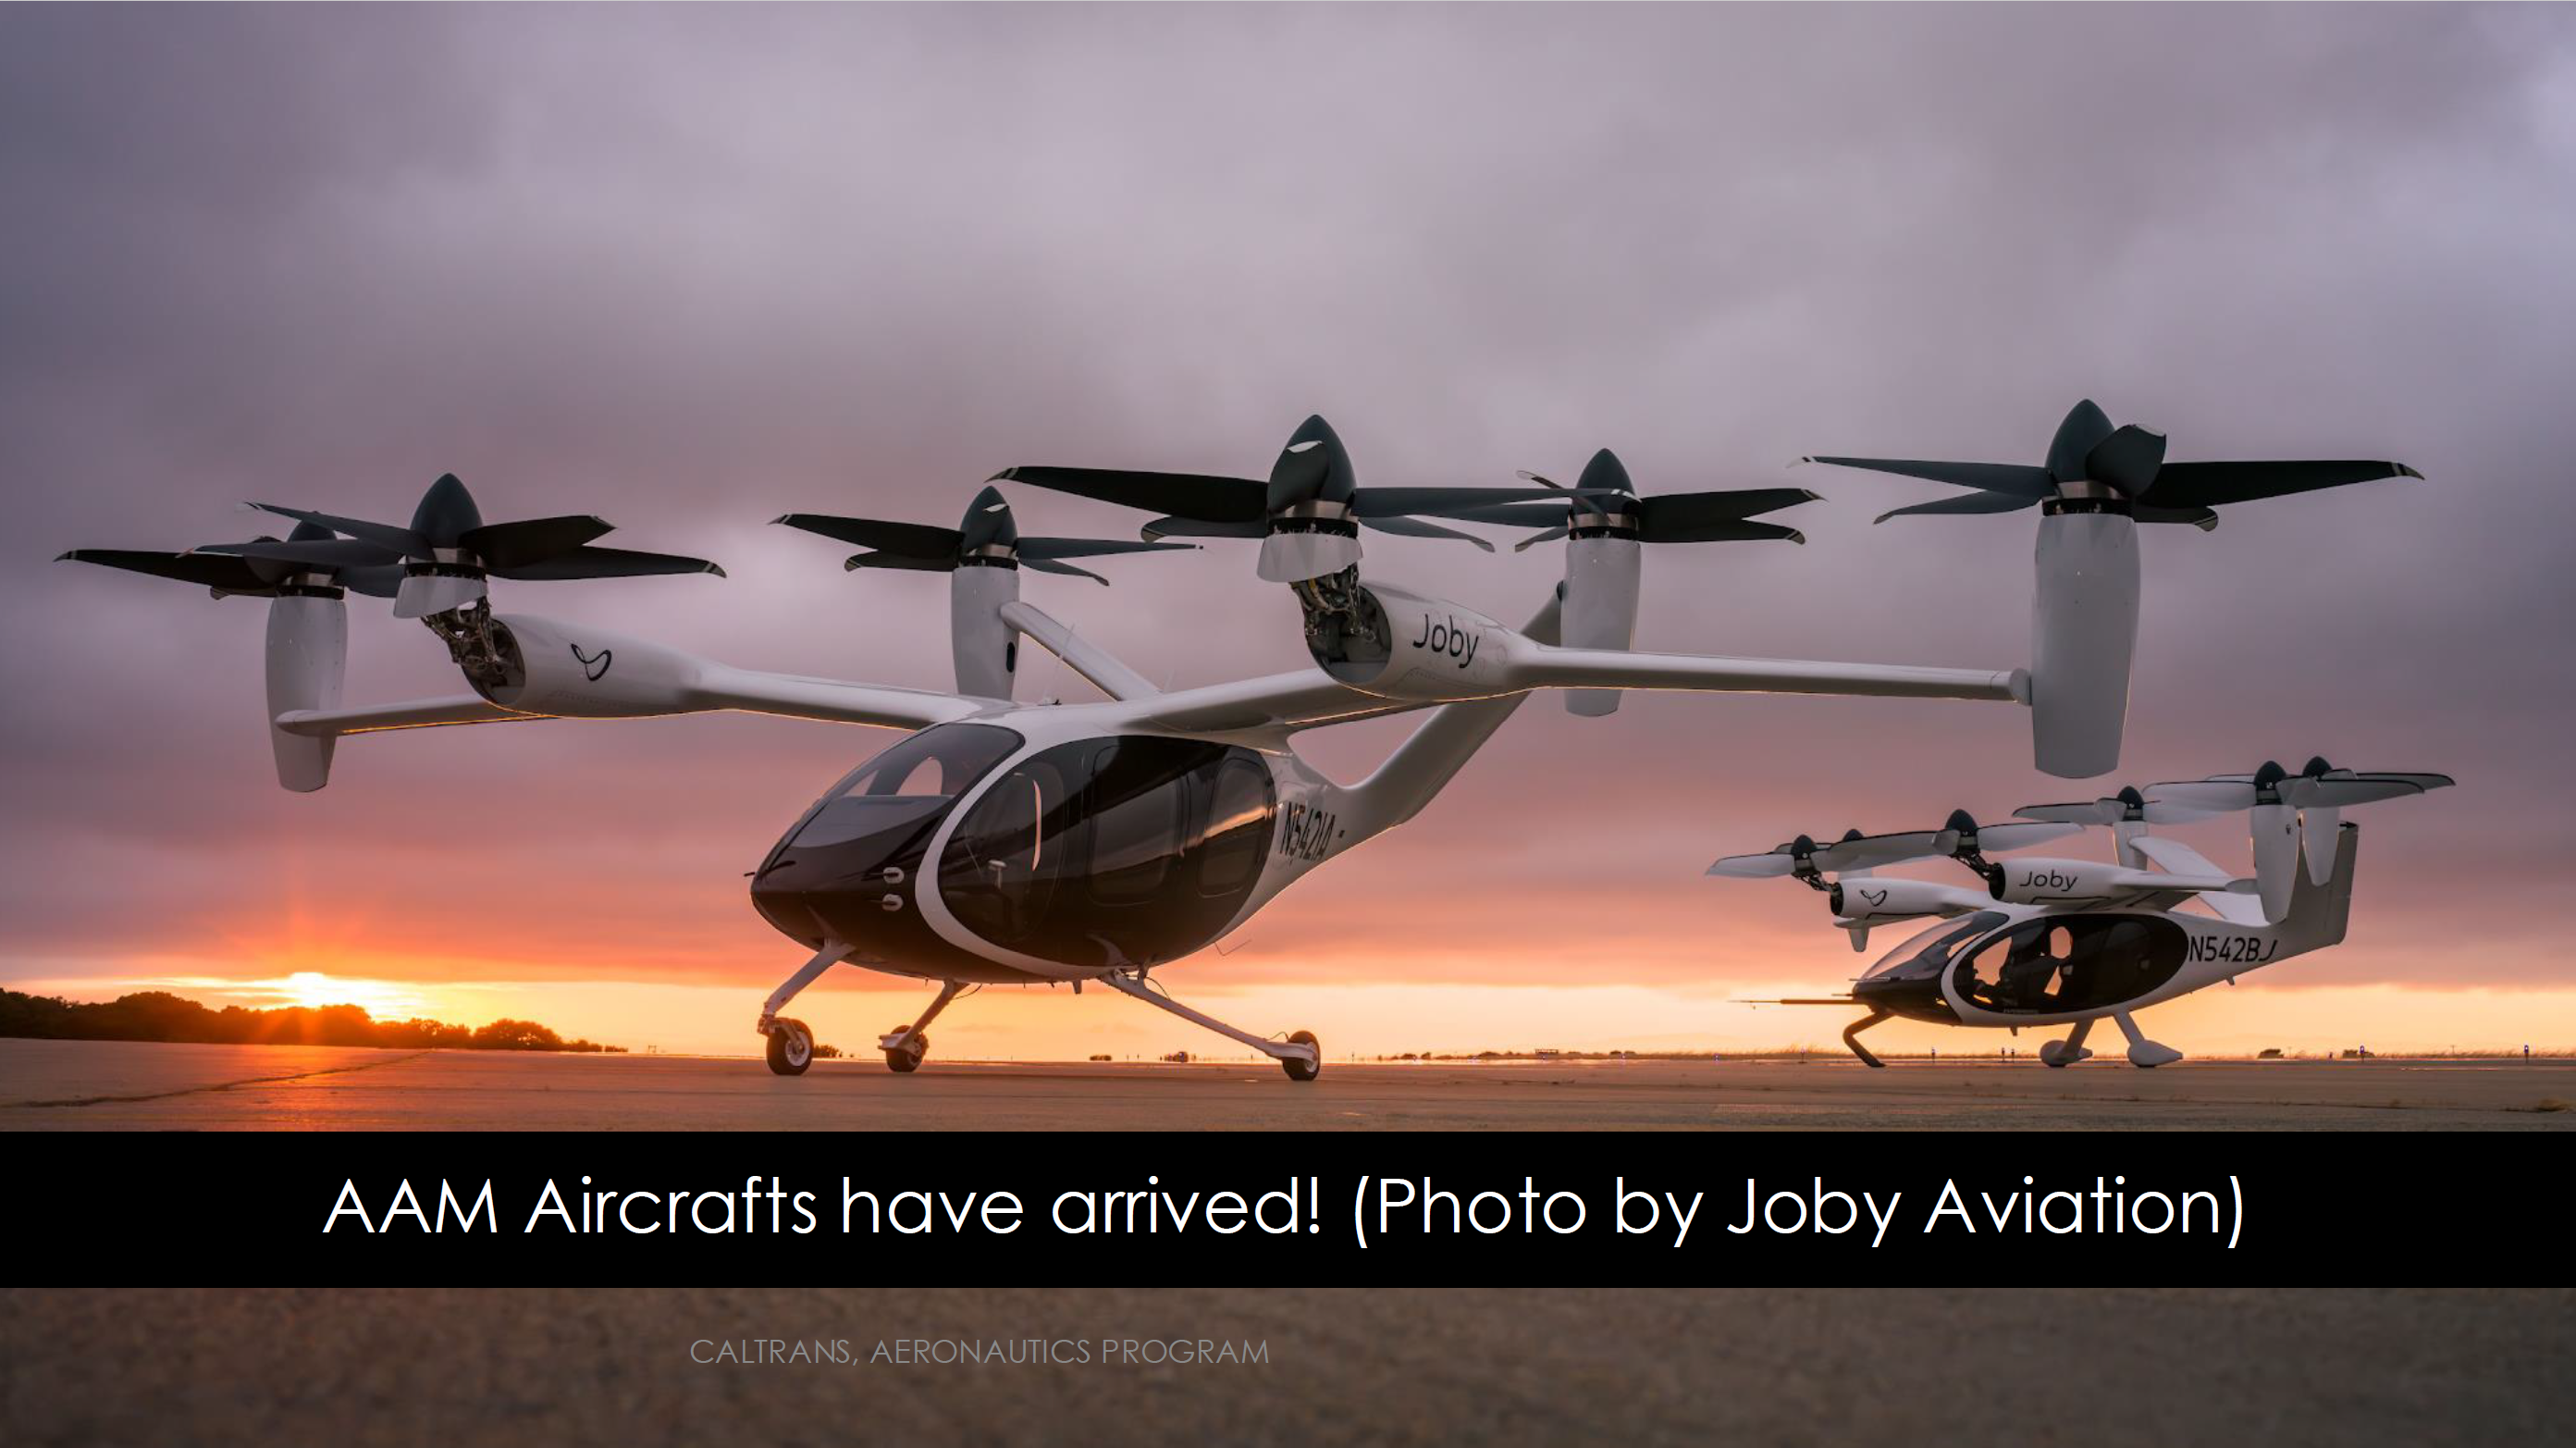 Joby
N542JA
Joby
N542BJ
AAM Aircrafts have arrived! (Photo by Joby Aviation)
CALTRANS, AERONAUTICS PROGRAM